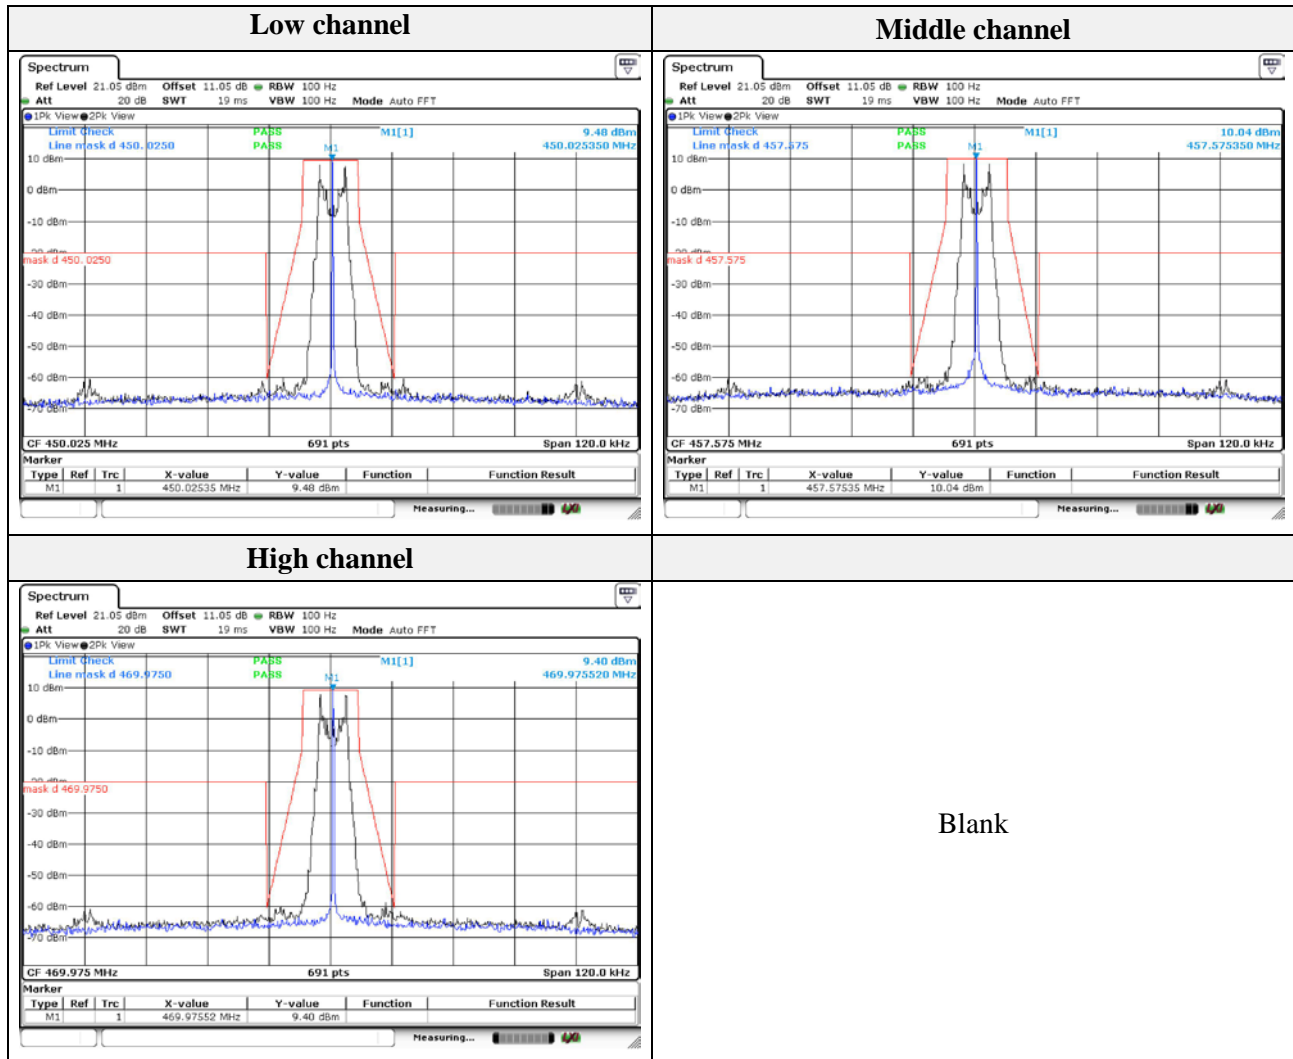 Low channel
Spectrum
Ref Level 21.05 dBm Offset 11.05 dB RBW 100 Hz
Att 20 dB SWT 19 ms VBW 100 Hz Mode Auto FFT
1Pk View 2Pk View
Limit Check PASS M1[1] 9.48 dBm
Line mask d 450.0250 PASS 450.025350 MHz
M1
10 dBm
0 dBm
-10 dBm
-20 dBm
mask d 450.0250
-30 dBm
-40 dBm
-50 dBm
-60 dBm
-70 dBm
CF 450.025 MHz 691 pts Span 120.0 kHz
Marker
Type Ref Trc X-value Y-value Function Function Result
M1 1 450.02535 MHz 9.48 dBm
Measuring...
Middle channel
Spectrum
Ref Level 21.05 dBm Offset 11.05 dB RBW 100 Hz
Att 20 dB SWT 19 ms VBW 100 Hz Mode Auto FFT
1Pk View 2Pk View
Limit Check PASS M1[1] 10.04 dBm
Line mask d 457.575 PASS 457.575350 MHz
M1
10 dBm
0 dBm
-10 dBm
-20 dBm
mask d 457.575
-30 dBm
-40 dBm
-50 dBm
-60 dBm
-70 dBm
CF 457.575 MHz 691 pts Span 120.0 kHz
Marker
Type Ref Trc X-value Y-value Function Function Result
M1 1 457.57535 MHz 10.04 dBm
Measuring...
High channel
Spectrum
Ref Level 21.05 dBm Offset 11.05 dB RBW 100 Hz
Att 20 dB SWT 19 ms VBW 100 Hz Mode Auto FFT
1Pk View 2Pk View
Limit Check PASS M1[1] 9.40 dBm
Line mask d 469.9750 PASS 469.975520 MHz
M1
10 dBm
0 dBm
-10 dBm
-20 dBm
mask d 469.9750
-30 dBm
-40 dBm
-50 dBm
-60 dBm
-70 dBm
CF 469.975 MHz 691 pts Span 120.0 kHz
Marker
Type Ref Trc X-value Y-value Function Function Result
M1 1 469.97552 MHz 9.40 dBm
Measuring...
Blank